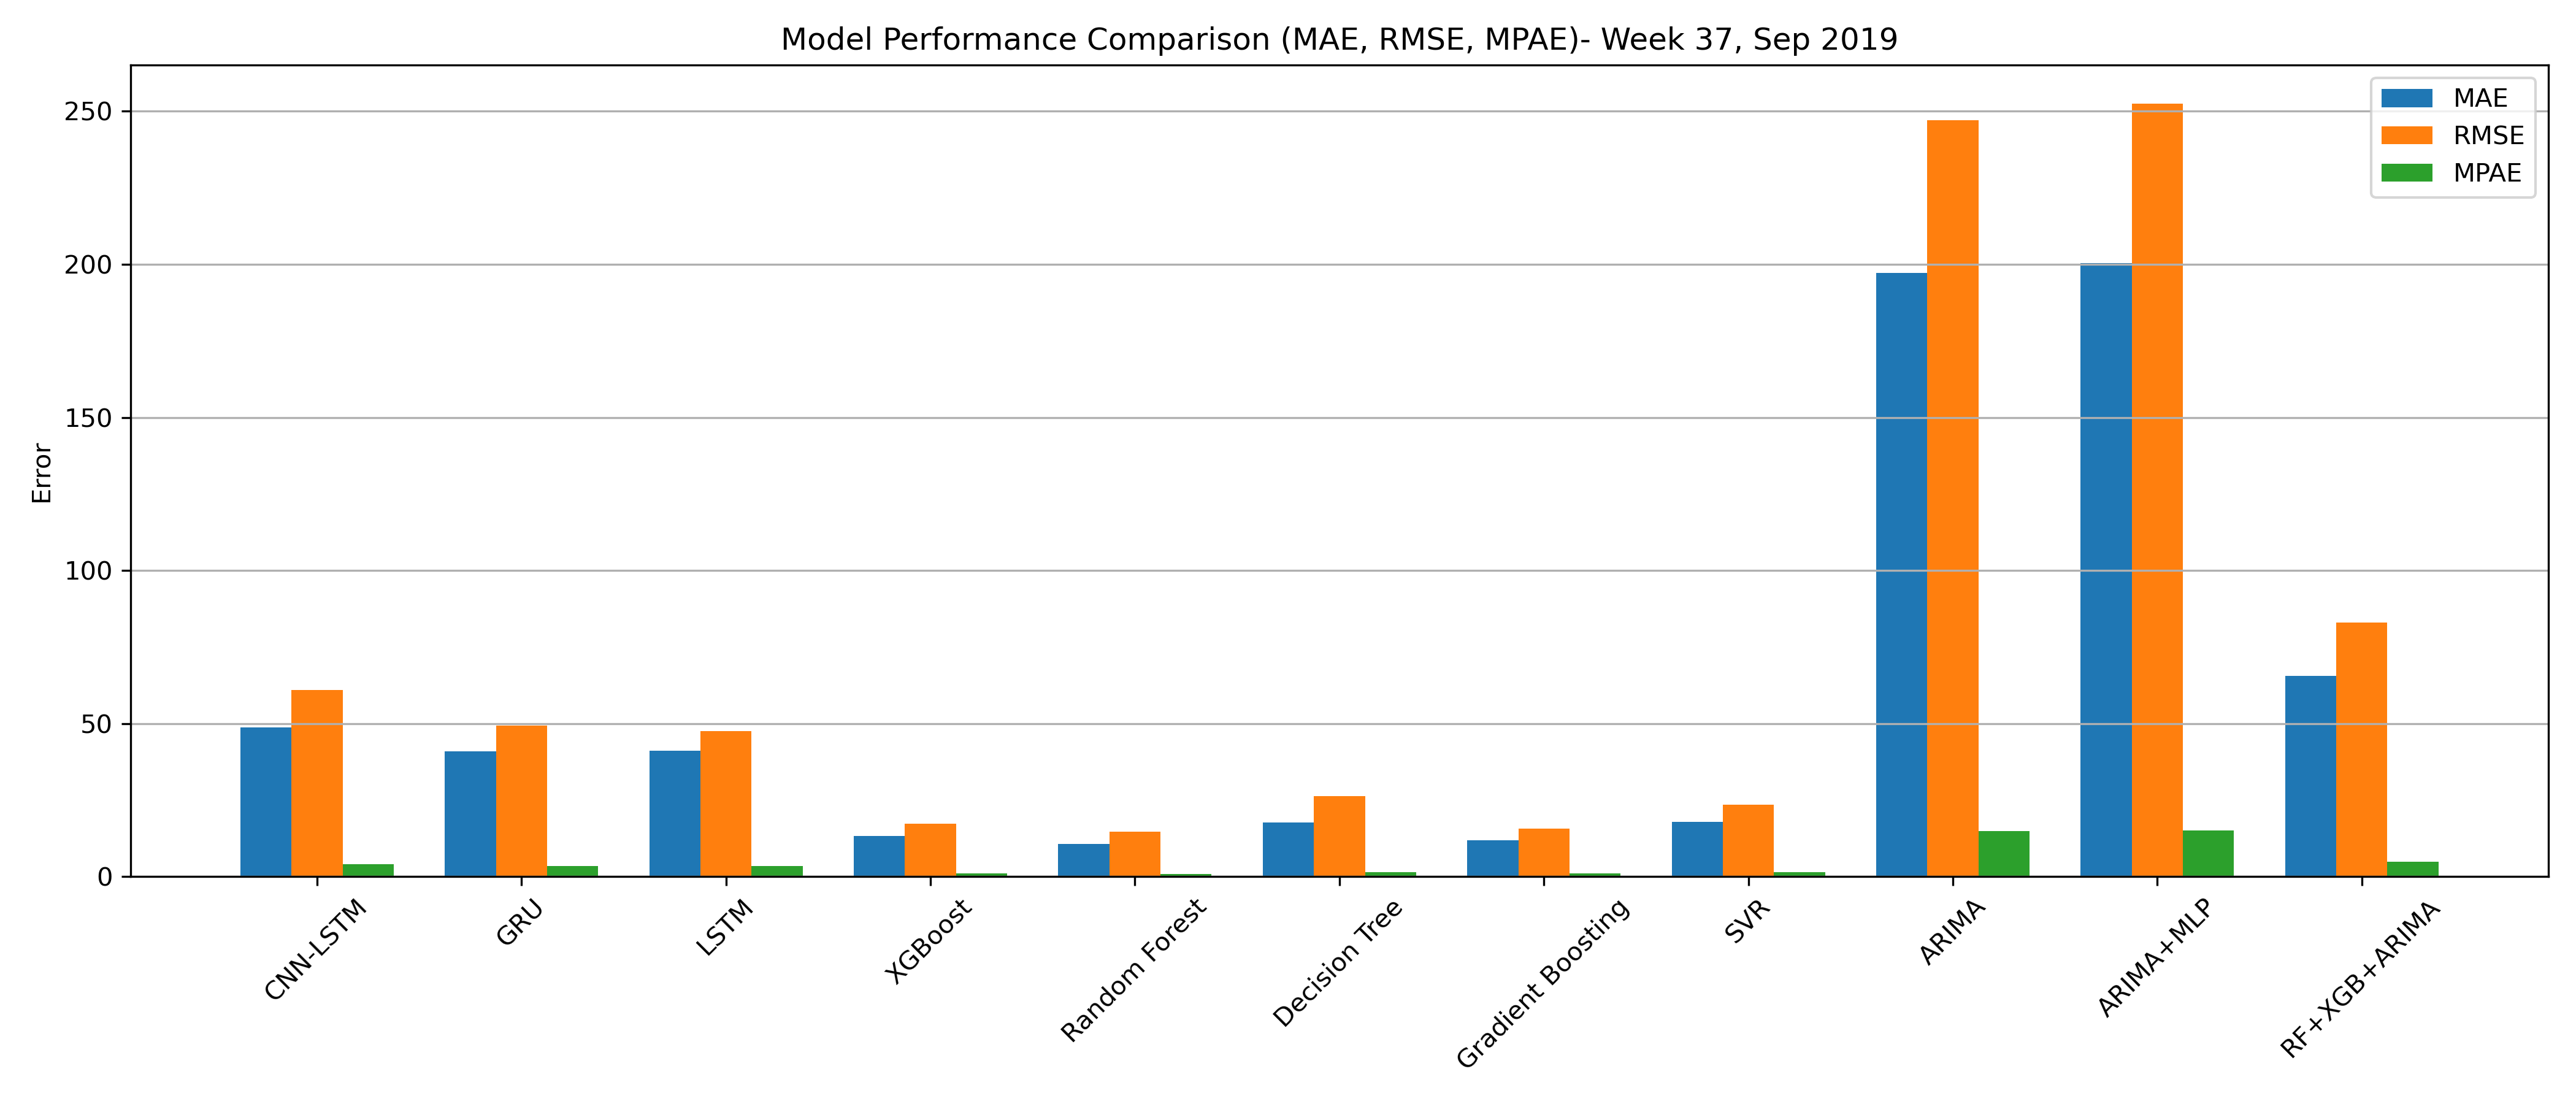 Model Performance Comparison (MAE, RMSE, MPAE)- Week 37, Sep 2019
MAE
RMSE
MPAE
Error
250
200
150
100
50
0
CNN-LSTM
GRU
LSTM
XGBoost
Random Forest
Decision Tree
Gradient Boosting
SVR
ARIMA
ARIMA+MLP
RF+XGB+ARIMA